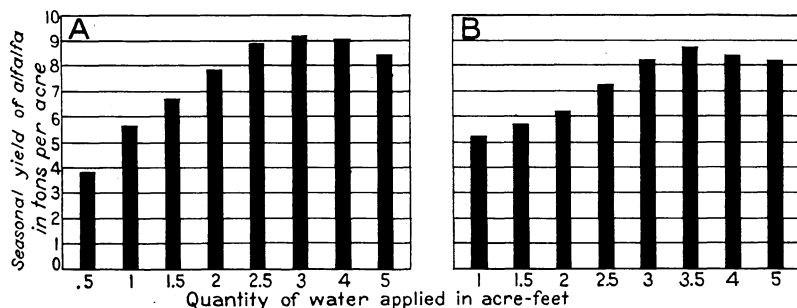 A
B
Seasonal yield of alfalfa
in tons per acre
10
9
8
7
6
5
4
3
2
1
0
.5 1 1.5 2 2.5 3 4 5
1 1.5 2 2.5 3 3.5 4 5
Quantity of water applied in acre-feet